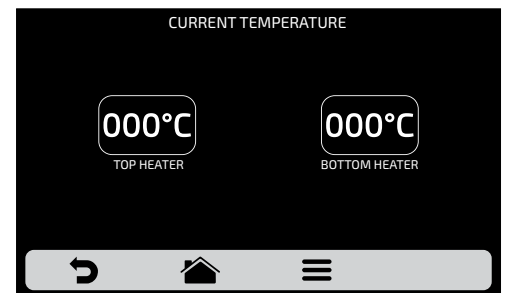 CURRENT TEMPERATURE
000°C
000°C
TOP HEATER
BOTTOM HEATER